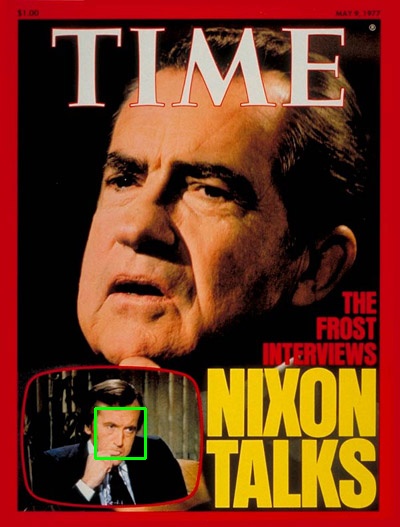 $1.00 MAY 9, 1977
TIME®
THE
FROST
INTERVIEWS
NIXON
TALKS